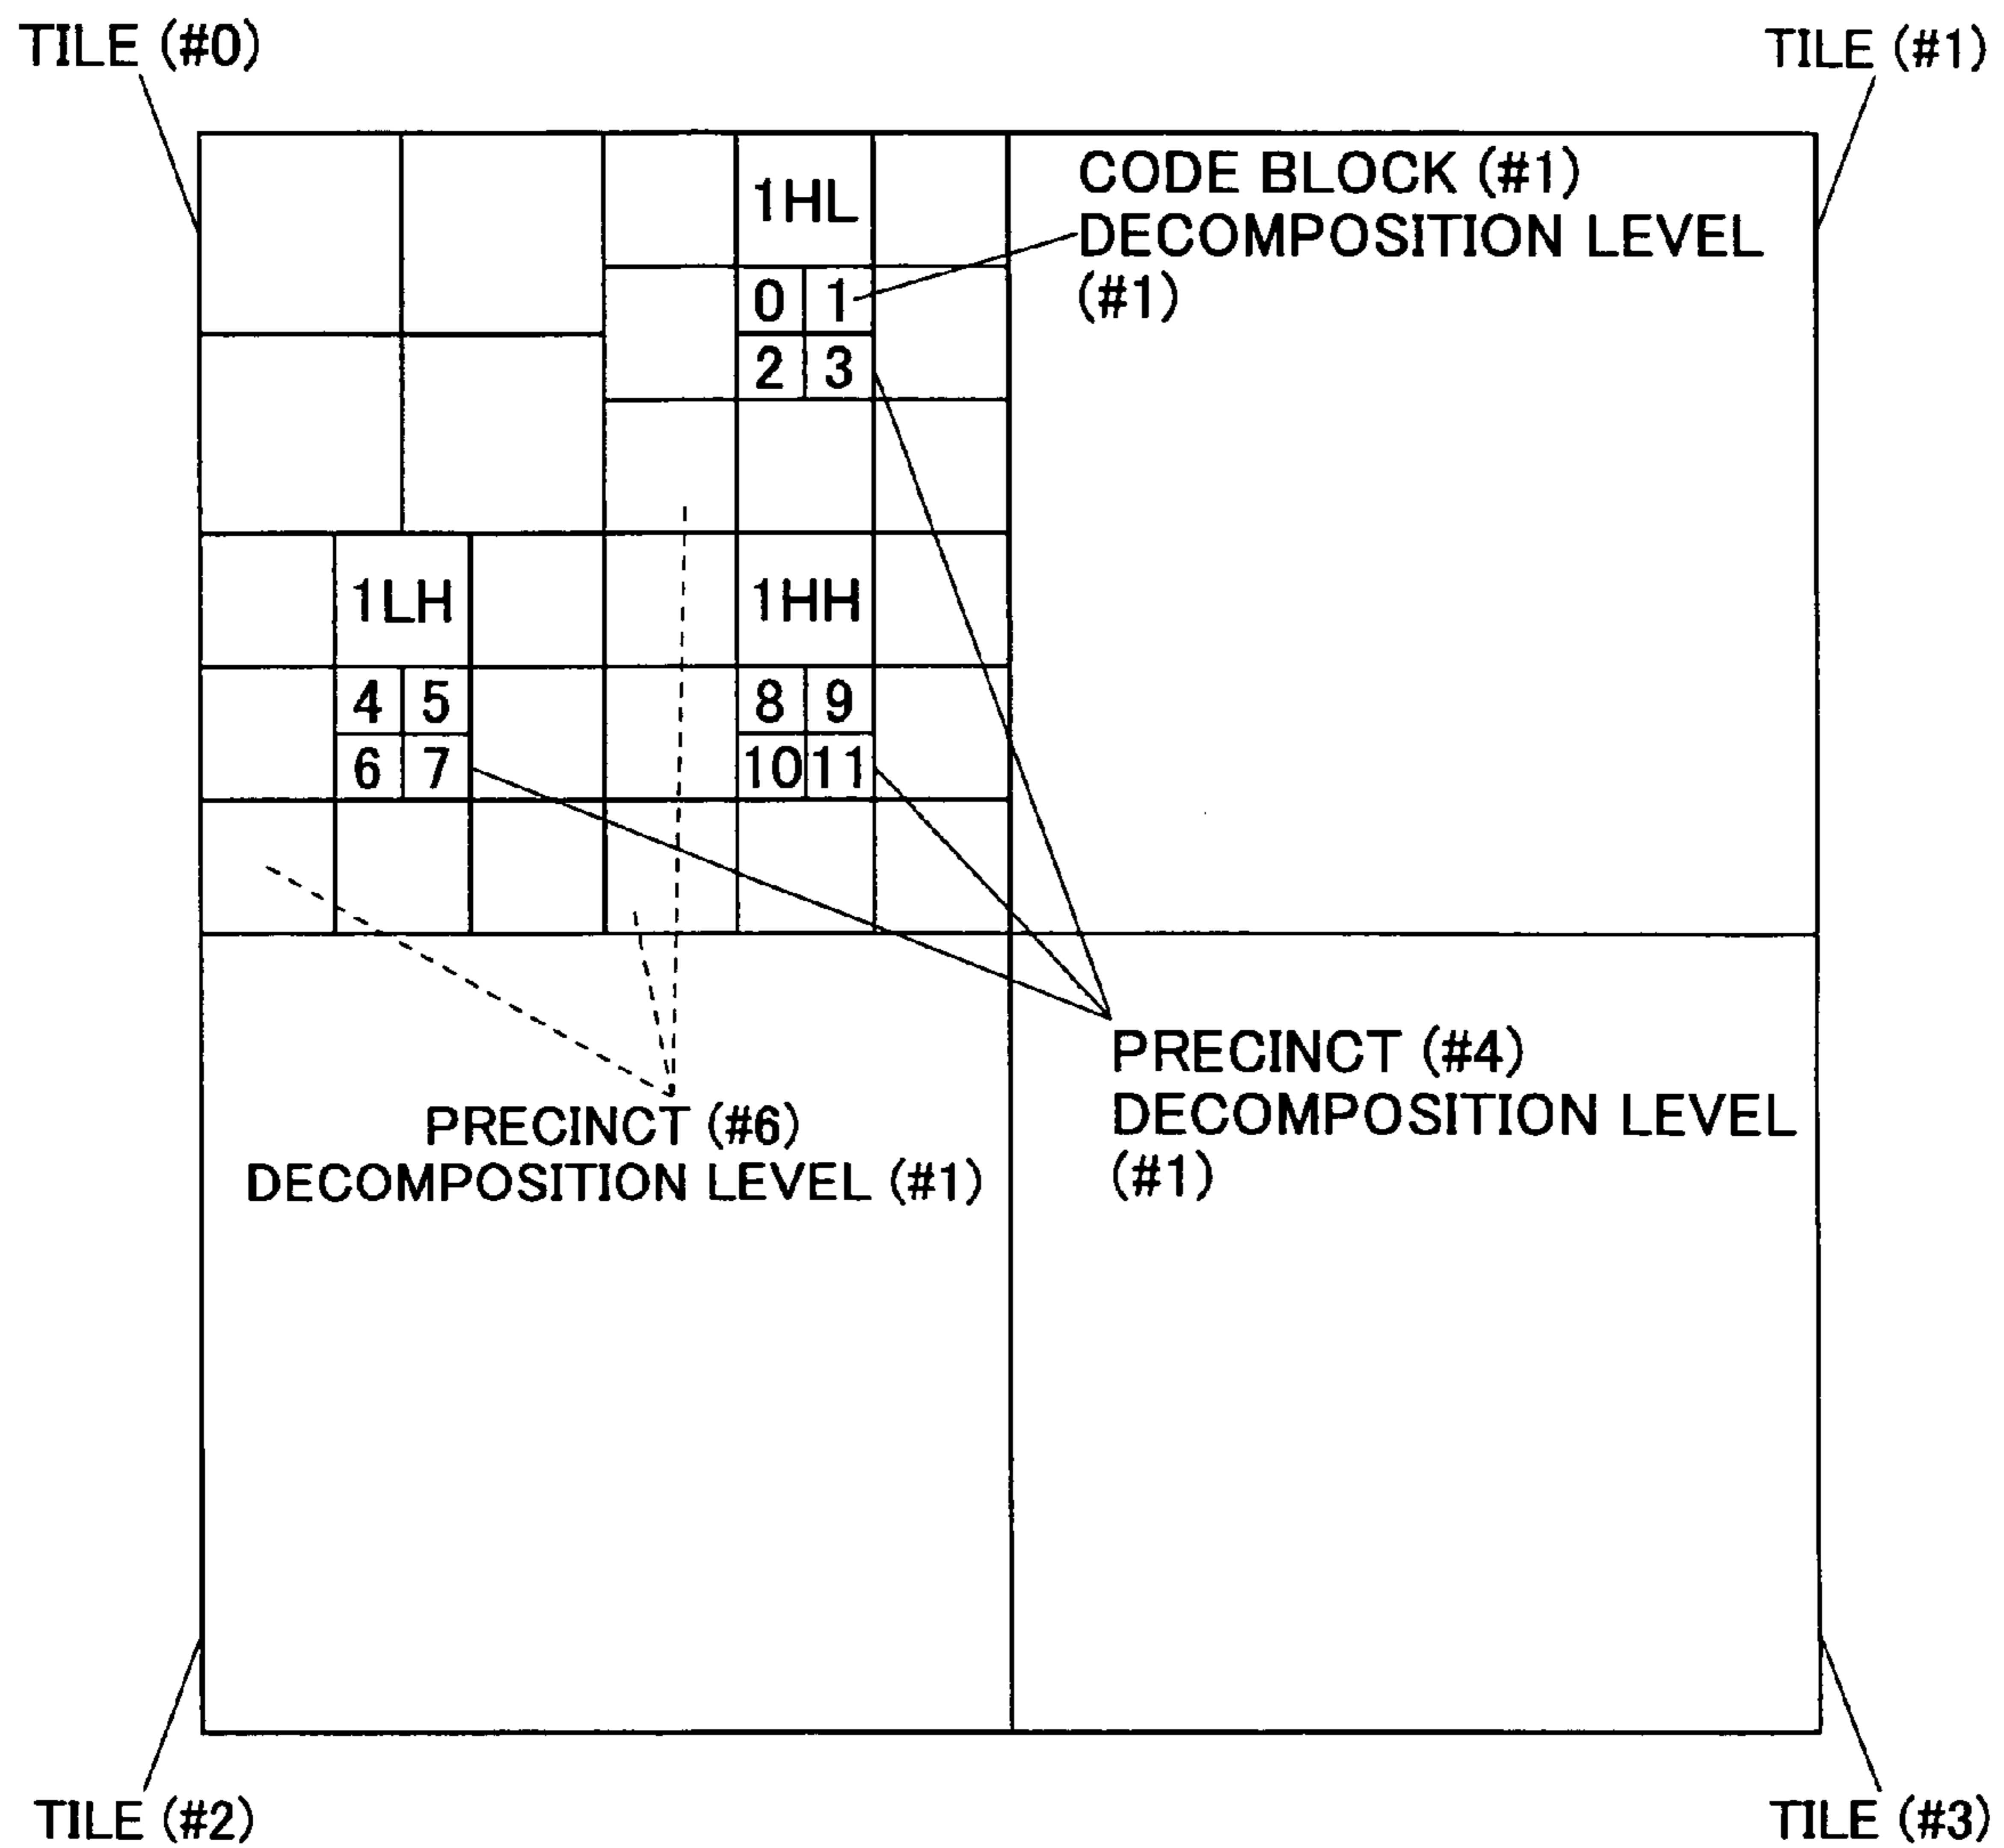 TILE (#0)
TILE (#1)
1HL
CODE BLOCK (#1)
DECOMPOSITION LEVEL
(#1)
0 1
2 3
1LH
1HH
4 5
8 9
6 7
10 11
PRECINCT (#4)
DECOMPOSITION LEVEL
(#1)
PRECINCT (#6)
DECOMPOSITION LEVEL (#1)
TILE (#2)
TILE (#3)